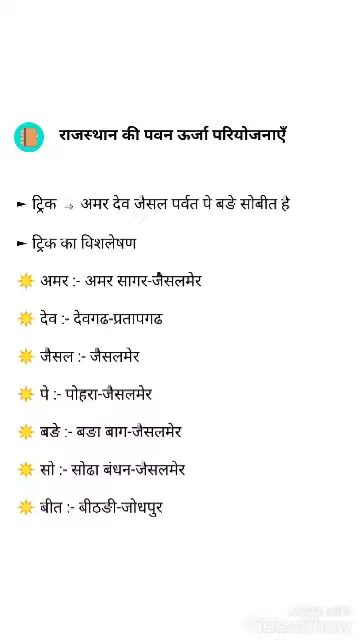 राजस्थान की पवन ऊर्जा परियोजनाएँ
► ट्रिक ⇒ अमर देव जैसल पर्वत पे बङे सोबीत है
► ट्रिक का विशलेषण
अमर :- अमर सागर-जैसलमेर
देव :- देवगढ-प्रतापगढ
जैसल :- जैसलमेर
पे :- पोहरा-जैसलमेर
बङे :- बङा बाग-जैसलमेर
सो :- सोढा बंधन-जैसलमेर
बीत :- बीठङी-जोधपुर